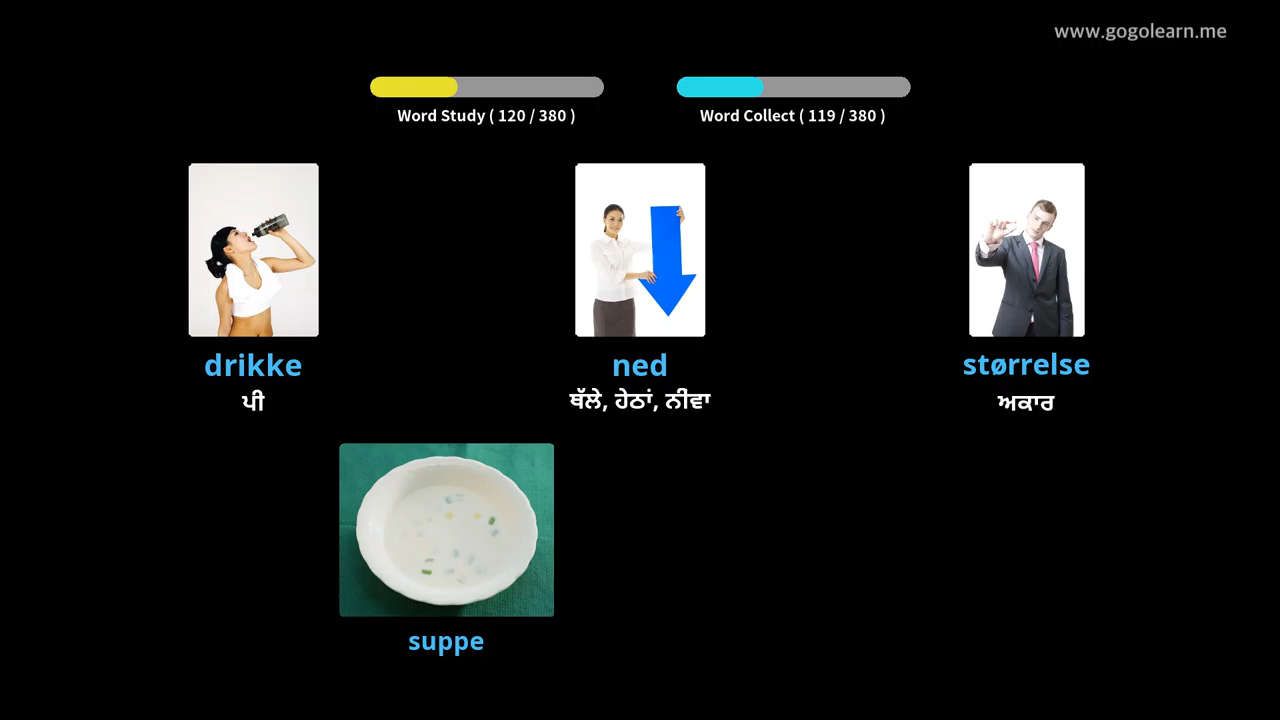 www.gogolearn.me
Word Study ( 120 / 380 )
Word Collect ( 119 / 380 )
drikke
ned
størrelse
ਪੀ
ਥੱਲੇ, ਹੇਠਾਂ, ਨੀਵਾ
ਅਕਾਰ
suppe